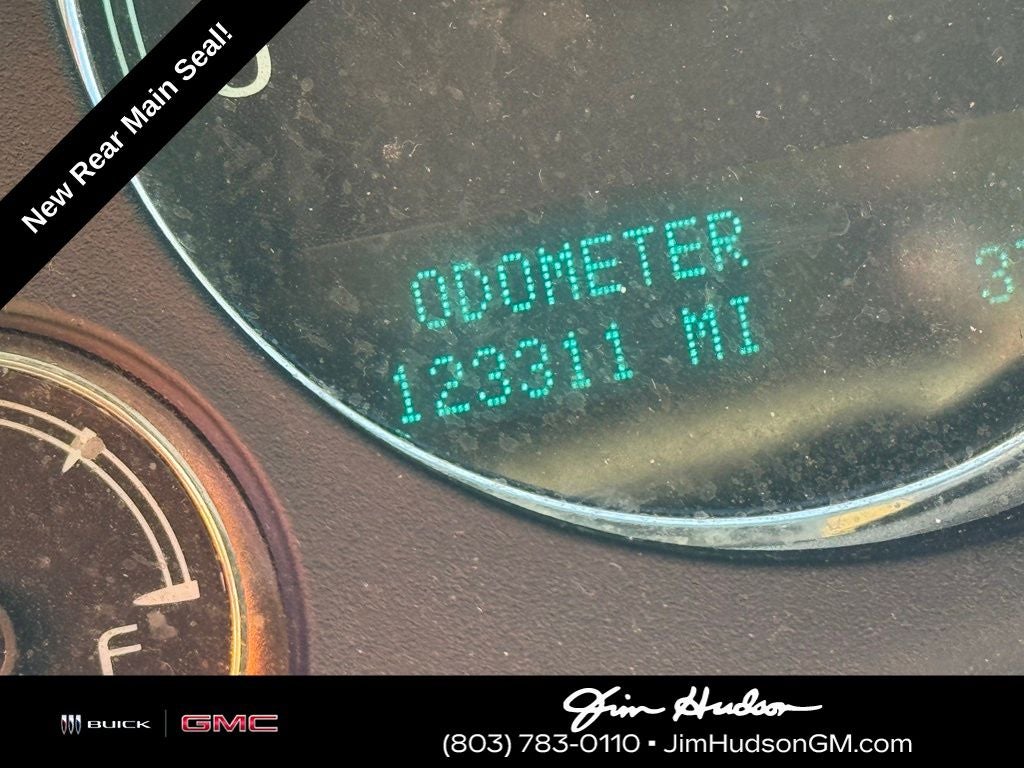 New Rear Main Seal!
ODOMETER
123311 MI
F
BUICK
GMC
Jim Hudson
(803) 783-0110 ▪ JimHudsonGM.com